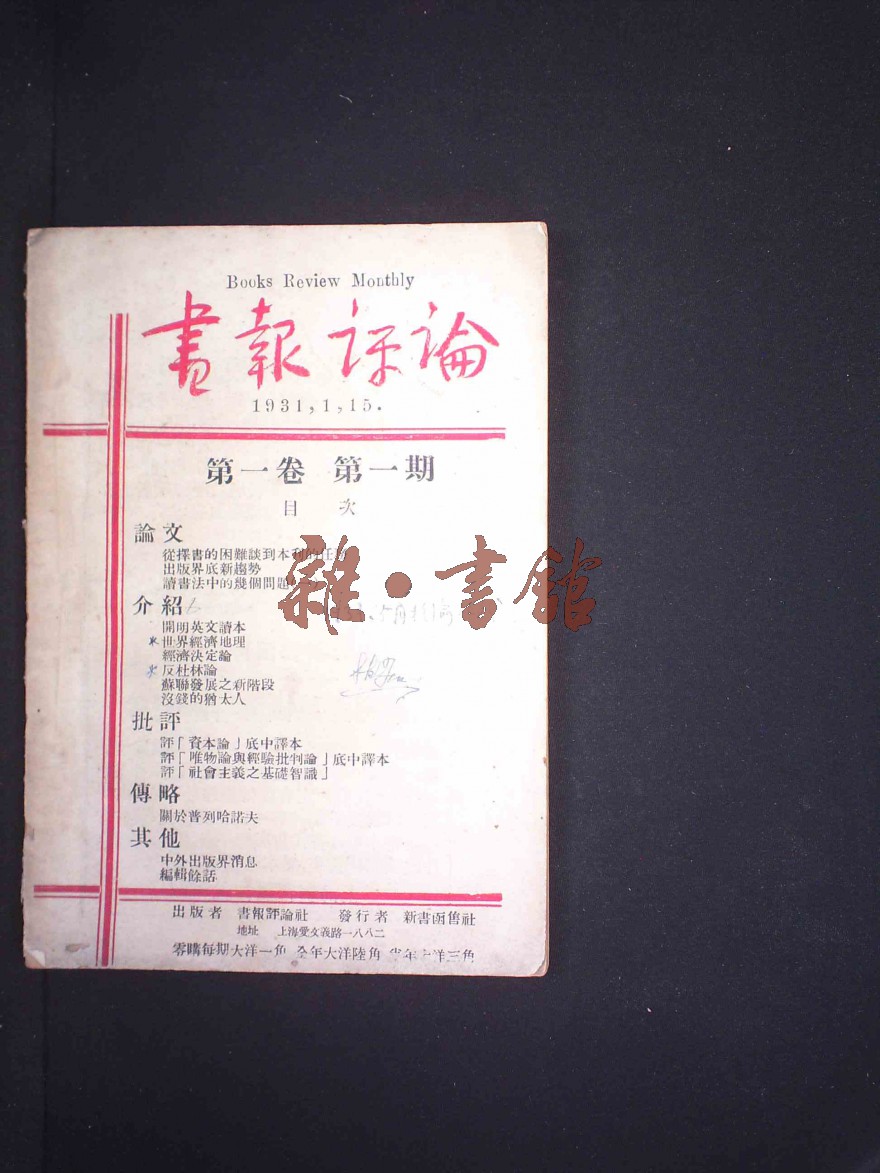 Books Review Monthly
書報評論
1931,1,15.
第一卷 第一期
目 次
論文
從擇書的困難談到本刊的任務
出版界底新趨勢
讀書法中的幾個問題
介紹
開明英文讀本
世界經濟地理
經濟決定論
反杜林論
蘇聯發展之新階段
沒錢的猶太人
批評
評「資本論」底中譯本
評「唯物論與經驗批判論」底中譯本
評「社會主義之基礎智識」
傳略
關於普列哈諾夫
其他
中外出版界消息
編輯餘話
出版者 書報評論社 發行者 新書函售社
地址 上海愛文義路一八八二
零購每期大洋一角 全年大洋陸角 半年大洋三角
雜·書館